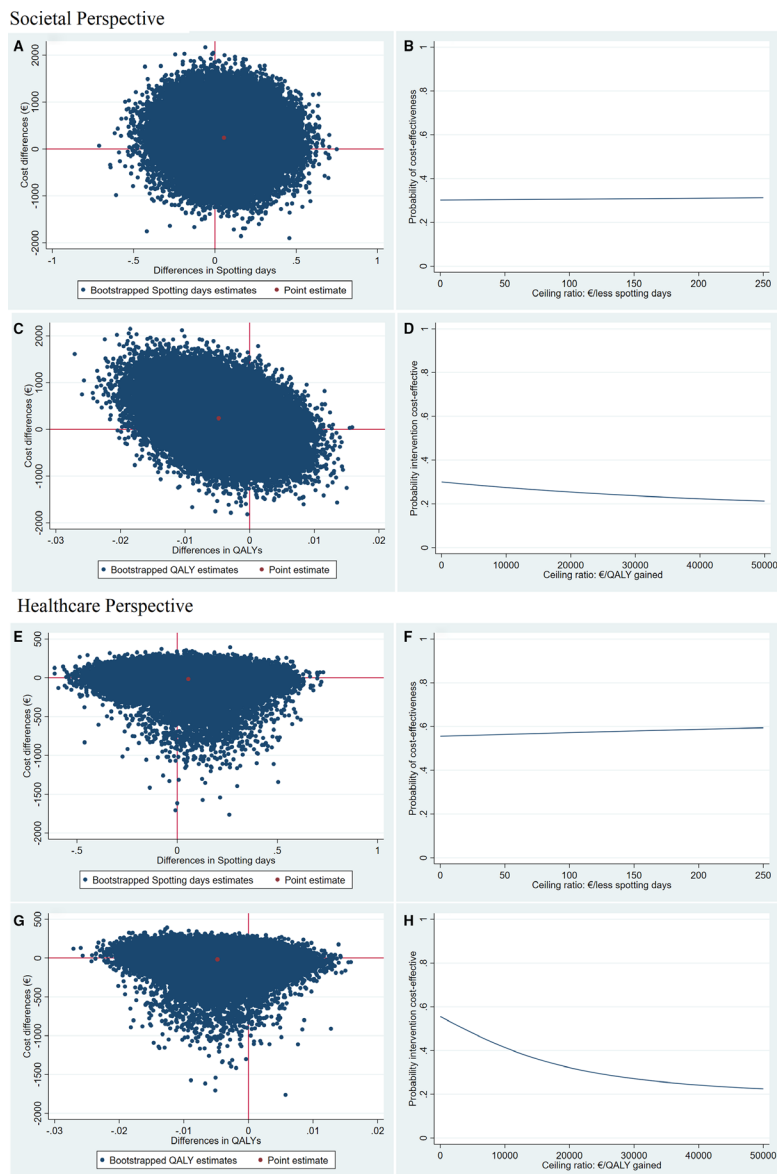 Societal Perspective
A
Cost differences (€)
2000
1000
0
-1000
-2000
-1 -.5 0 .5 1
Differences in Spotting days
Bootstrapped Spotting days estimates Point estimate
B
Probability of cost-effectiveness
1
.8
.6
.4
.2
0
0 50 100 150 200 250
Ceiling ratio: €/less spotting days
C
Cost differences (€)
2000
1000
0
-1000
-2000
-.03 -.02 -.01 0 .01 .02
Differences in QALYs
Bootstrapped QALY estimates Point estimate
D
Probability intervention cost-effective
1
.8
.6
.4
.2
0
0 10000 20000 30000 40000 50000
Ceiling ratio: €/QALY gained
Healthcare Perspective
E
Cost differences (€)
500
0
-500
-1000
-1500
-2000
-.5 0 .5 1
Differences in Spotting days
Bootstrapped Spotting days estimates Point estimate
F
Probability of cost-effectiveness
1
.8
.6
.4
.2
0
0 50 100 150 200 250
Ceiling ratio: €/less spotting days
G
Cost differences (€)
500
0
-500
-1000
-1500
-2000
-.03 -.02 -.01 0 .01 .02
Differences in QALYs
Bootstrapped QALY estimates Point estimate
H
Probability intervention cost-effective
1
.8
.6
.4
.2
0
0 10000 20000 30000 40000 50000
Ceiling ratio: €/QALY gained